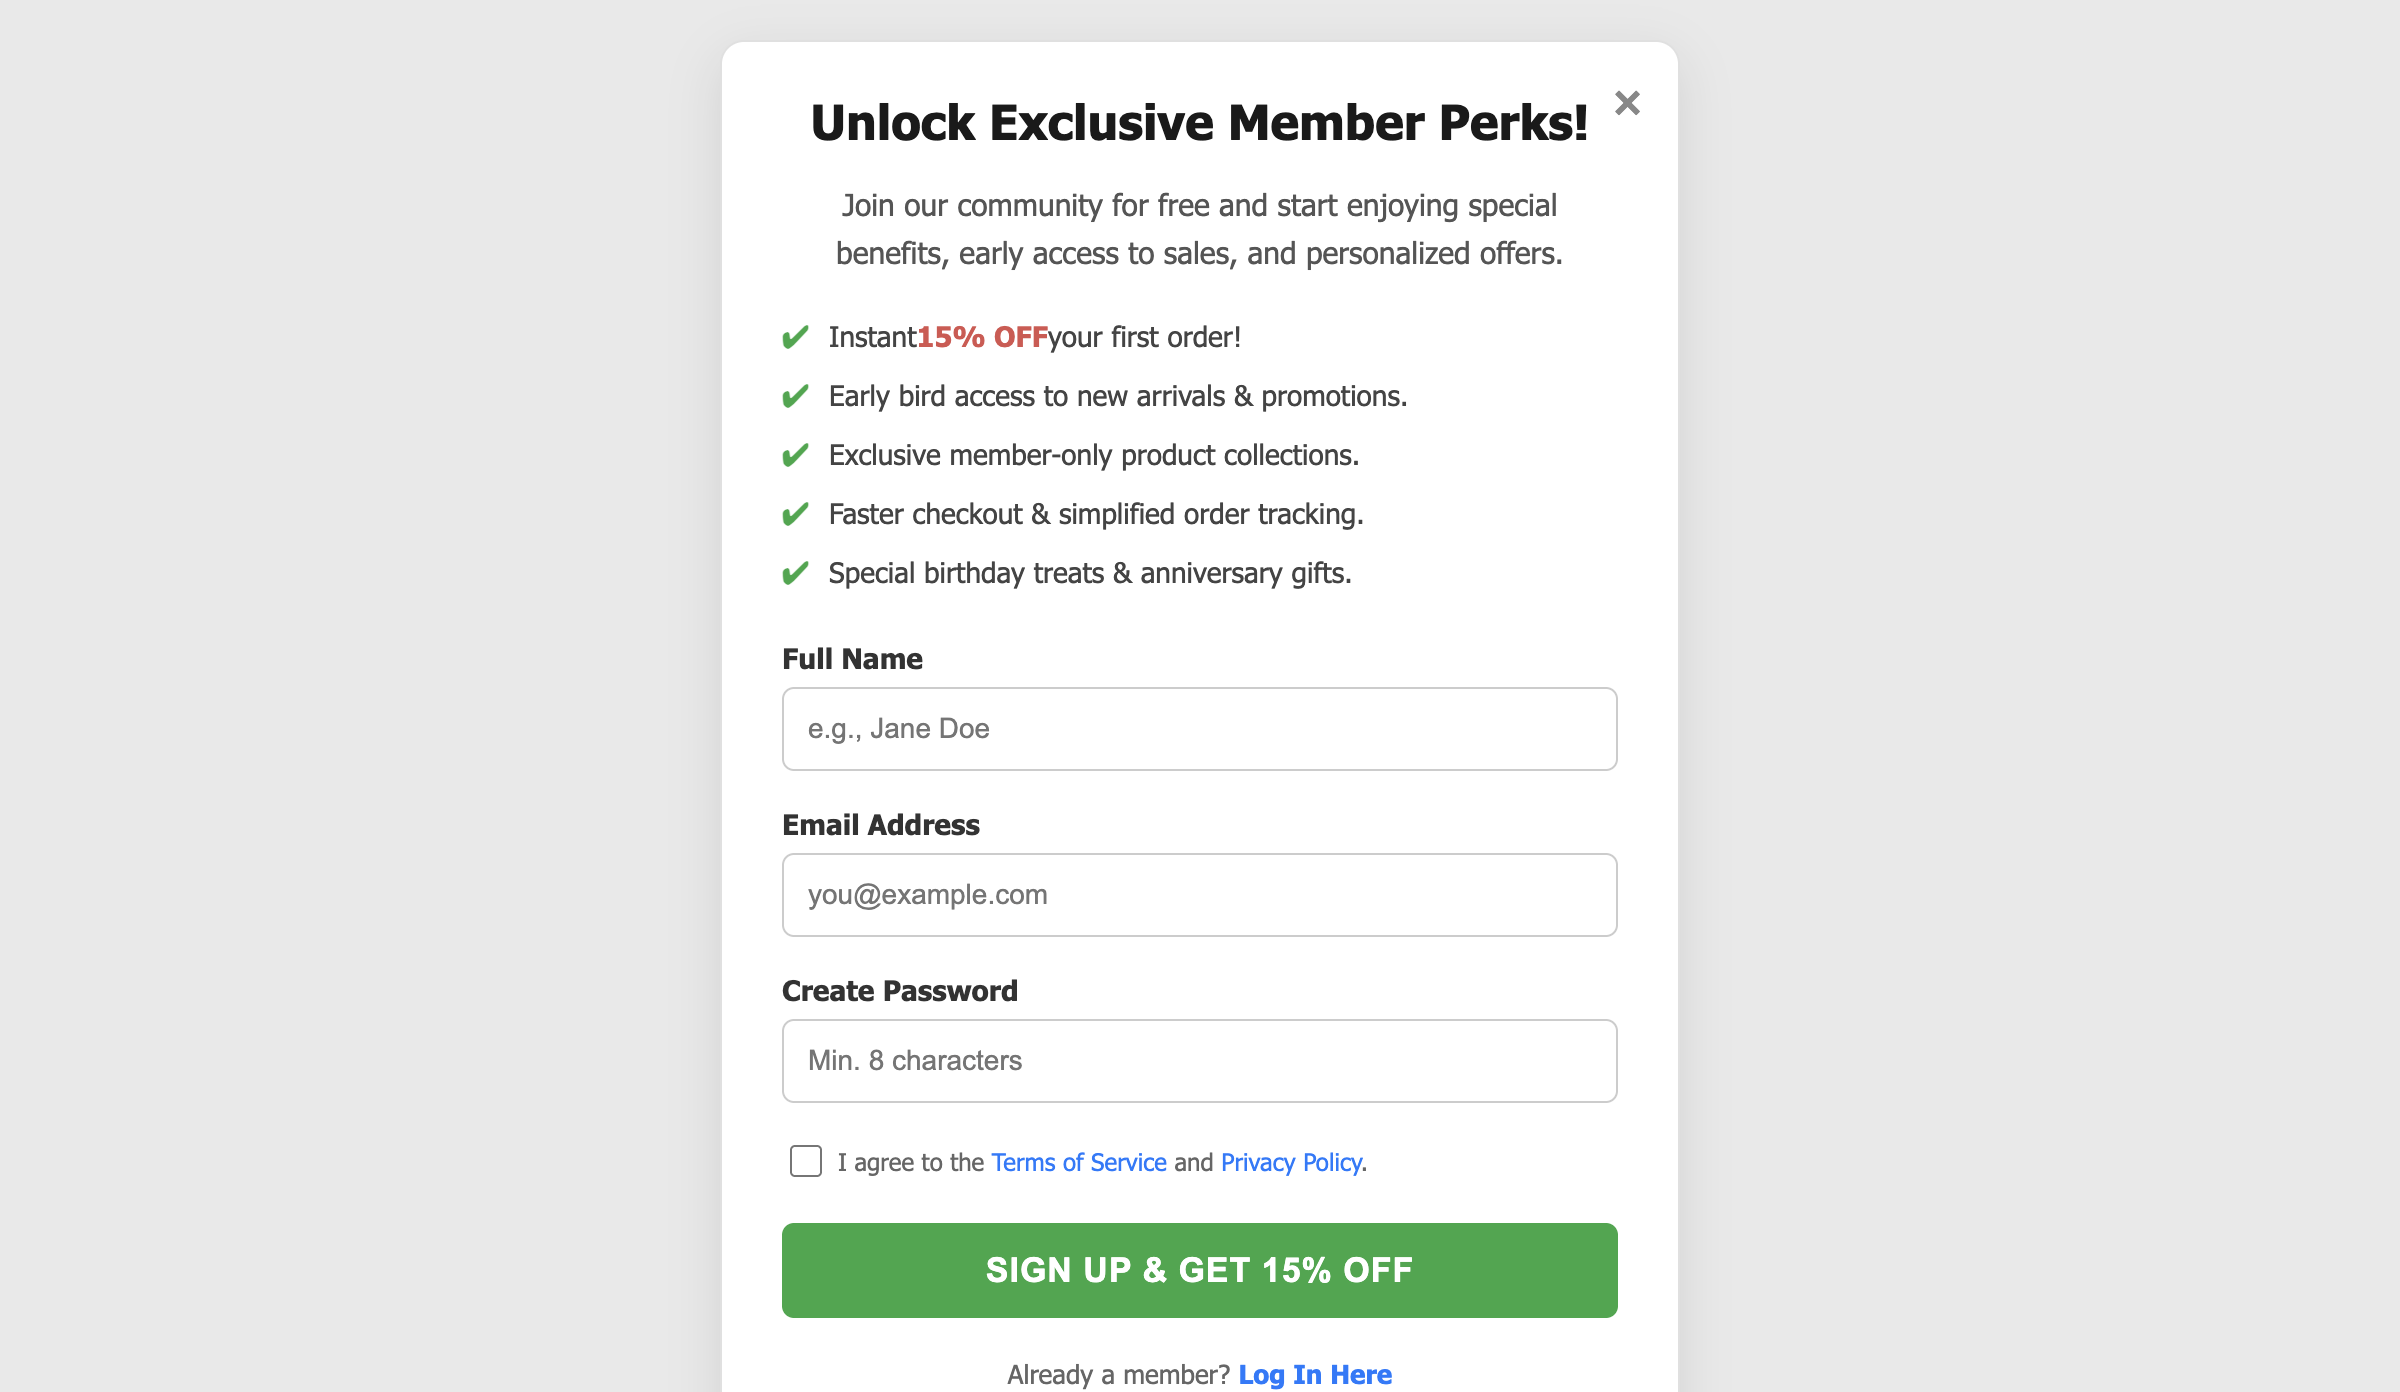 Unlock Exclusive Member Perks!
×
Join our community for free and start enjoying special
benefits, early access to sales, and personalized offers.
✔ Instant15% OFFyour first order!
✔ Early bird access to new arrivals & promotions.
✔ Exclusive member-only product collections.
✔ Faster checkout & simplified order tracking.
✔ Special birthday treats & anniversary gifts.
Full Name
e.g., Jane Doe
Email Address
you@example.com
Create Password
Min. 8 characters
I agree to the Terms of Service and Privacy Policy.
SIGN UP & GET 15% OFF
Already a member? Log In Here